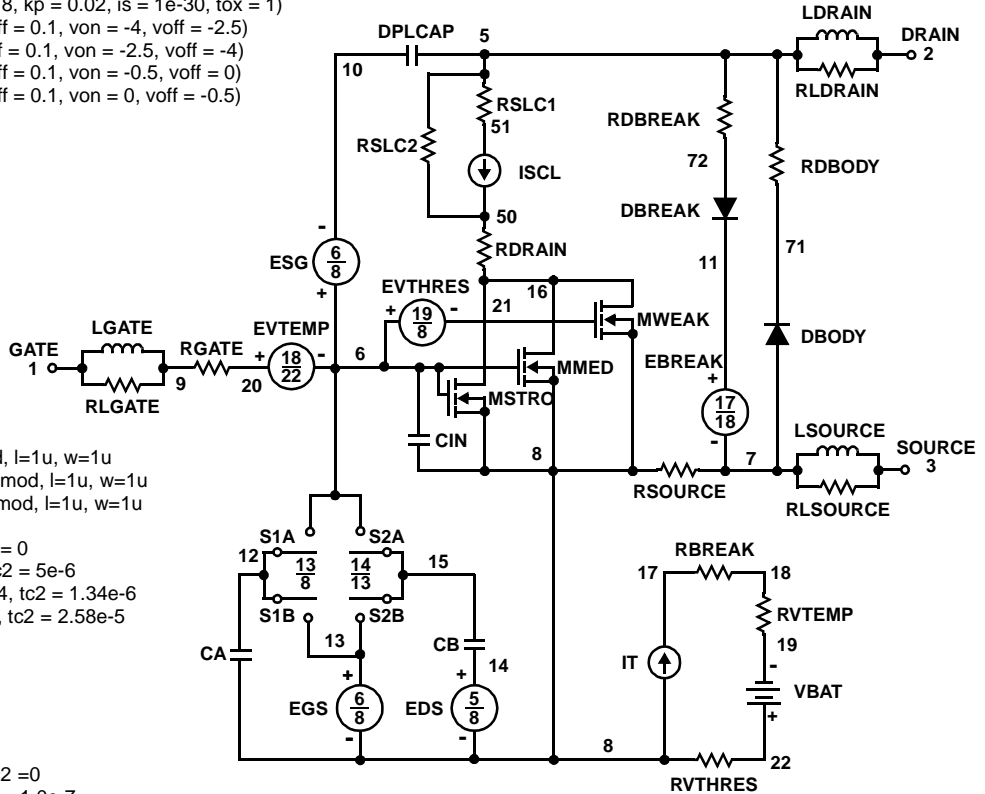 8, kp = 0.02, is = 1e-30, tox = 1)
ff = 0.1, von = -4, voff = -2.5)
f = 0.1, von = -2.5, voff = -4)
ff = 0.1, von = -0.5, voff = 0)
ff = 0.1, von = 0, voff = -0.5)
LDRAIN
DPLCAP 5 DRAIN
10 2
RLDRAIN
RSLC1
51
RDBREAK
RSLC2
72 RDBODY
ISCL
DBREAK
50
- 71
RDRAIN
6
8
ESG 11
+ EVTHRES 16
+ 19 - 21 MWEAK
8
LGATE EVTEMP DBODY
GATE RGATE + 18 - 6 EBREAK
22 MMED
1 9 20 +
MSTRO 17
18
RLGATE
-
LSOURCE
CIN SOURCE
8 7 3
d, l=1u, w=1u
mod, l=1u, w=1u
mod, l=1u, w=1u
RSOURCE
RLSOURCE
= 0
c2 = 5e-6
4, tc2 = 1.34e-6
, tc2 = 2.58e-5
S1A S2A
12 13 14 15
8 13
RBREAK
17 18
S1B S2B
RVTEMP
13 CB 19
CA 14 IT -
+ +
VBAT
EGS 6 EDS 5
8 8
+
- - 8
22
RVTHRES
2 =0